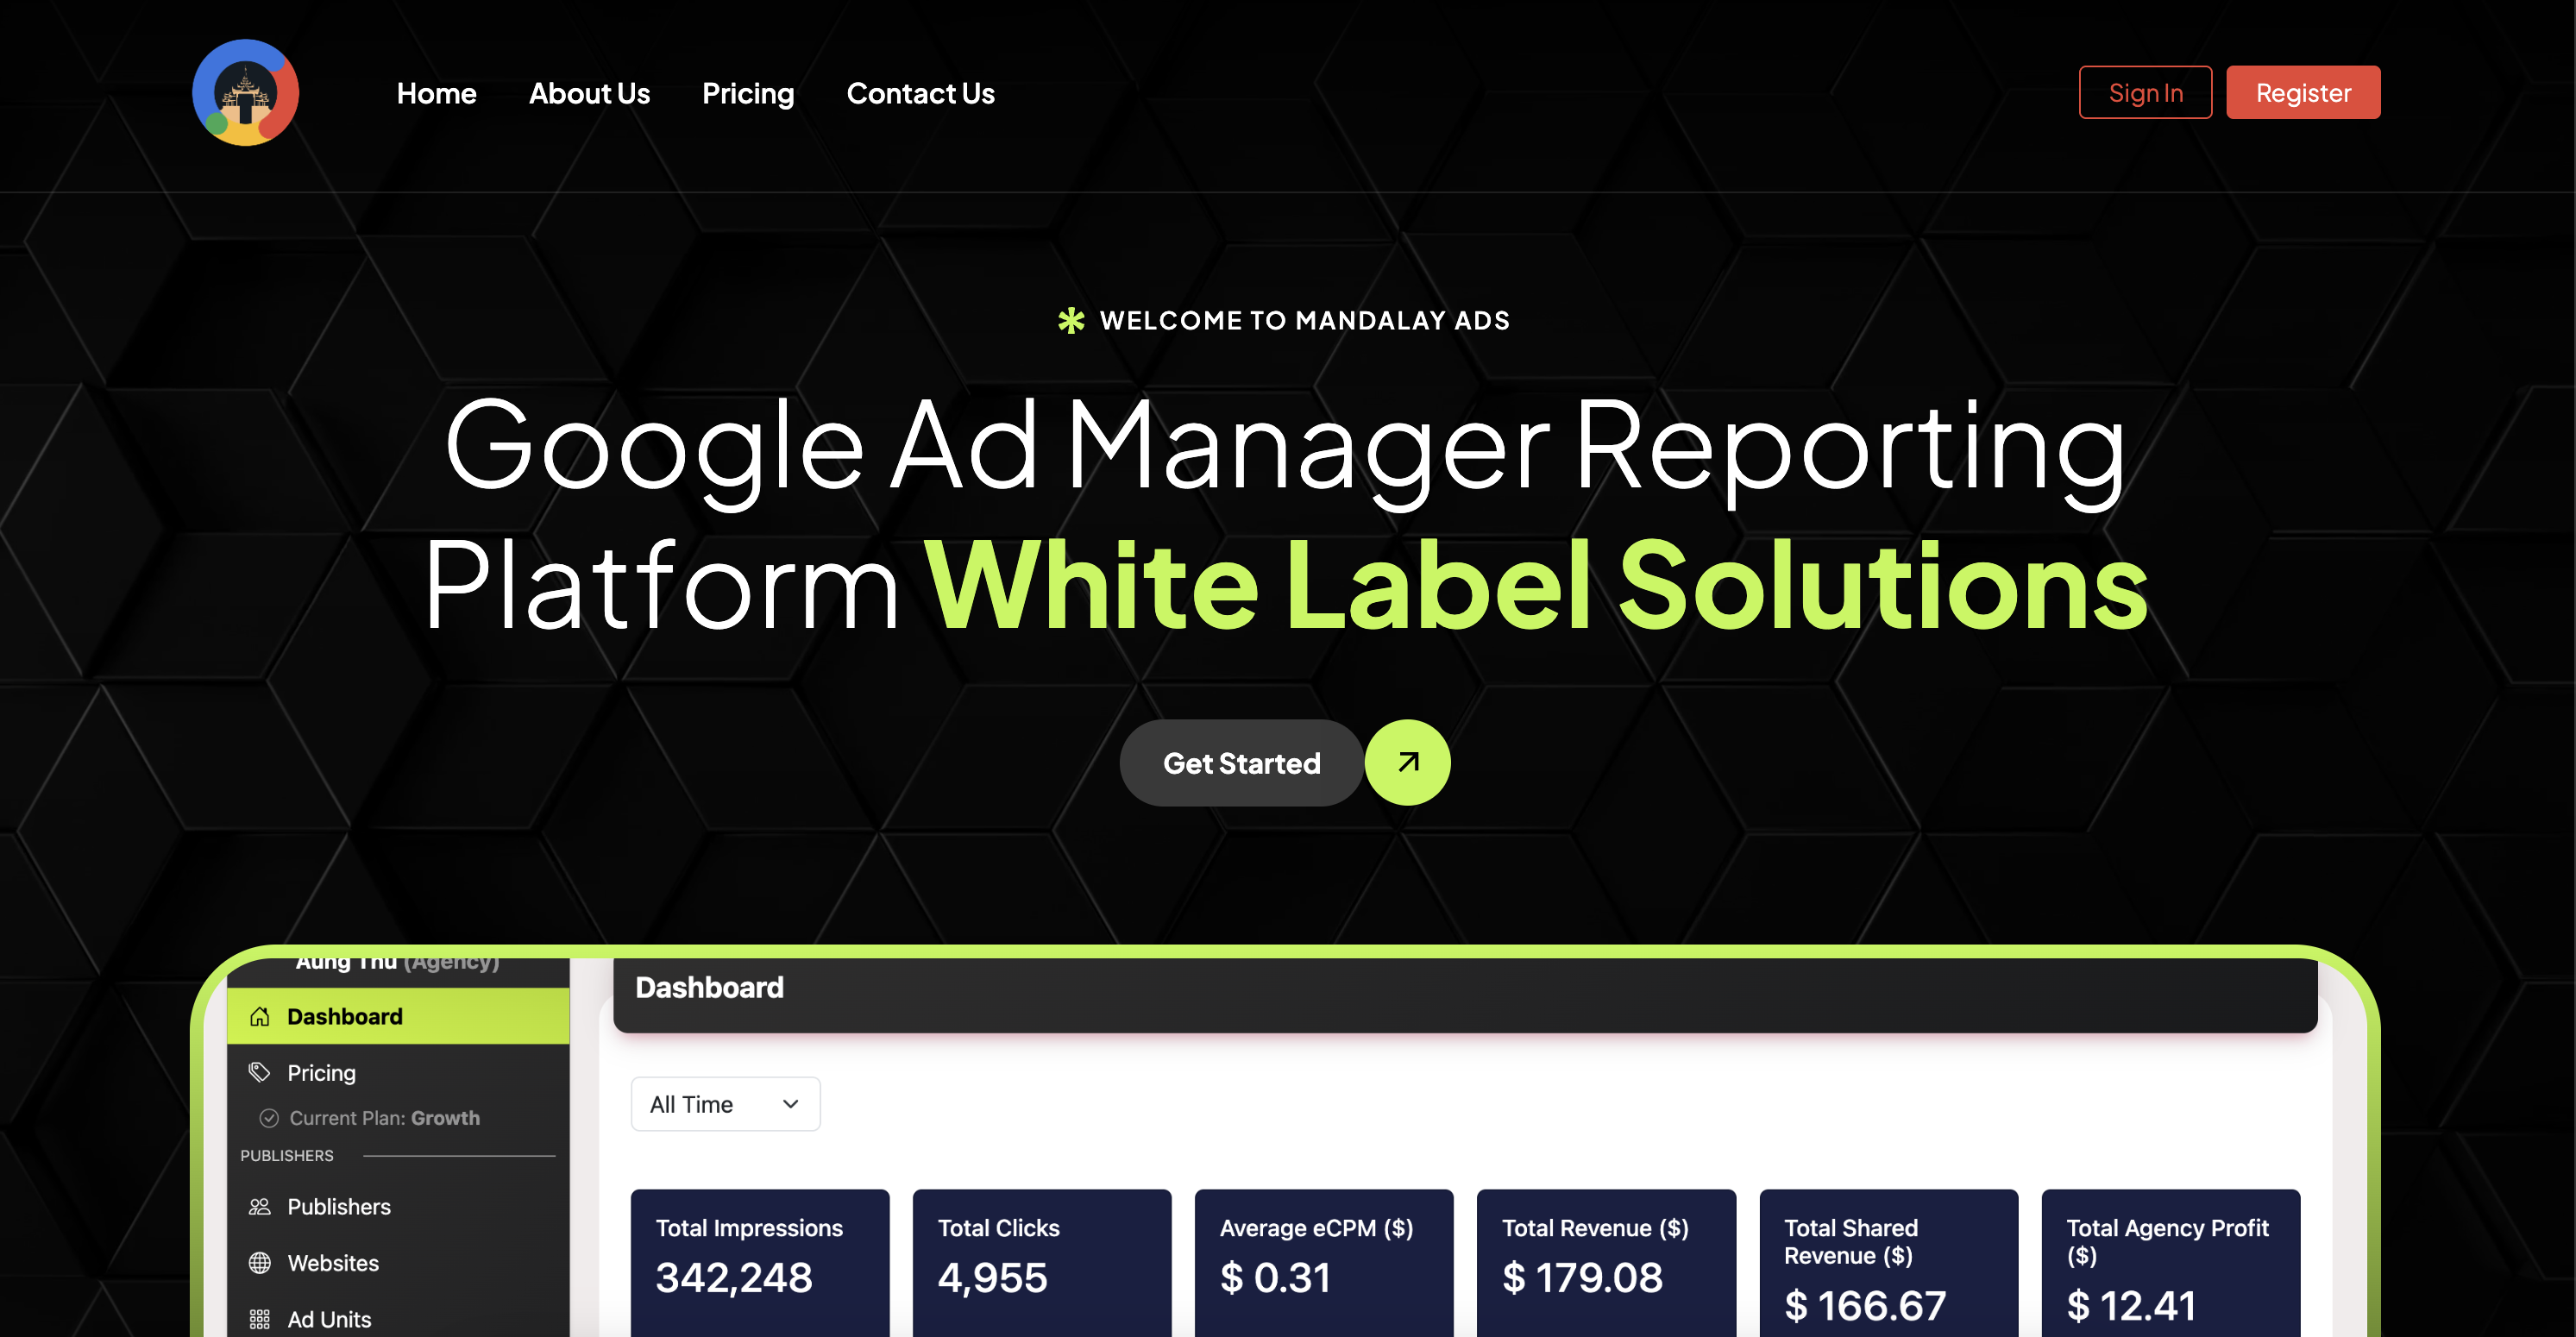 Home About Us Pricing Contact Us Sign In Register
WELCOME TO MANDALAY ADS
Google Ad Manager Reporting
Platform White Label Solutions
Get Started
Aung Thu (Agency)
Dashboard
Pricing
Current Plan: Growth
PUBLISHERS
Publishers
Websites
Ad Units
Dashboard
All Time
Total Impressions
342,248
Total Clicks
4,955
Average eCPM ($)
$ 0.31
Total Revenue ($)
$ 179.08
Total Shared
Revenue ($)
$ 166.67
Total Agency Profit
($)
$ 12.41